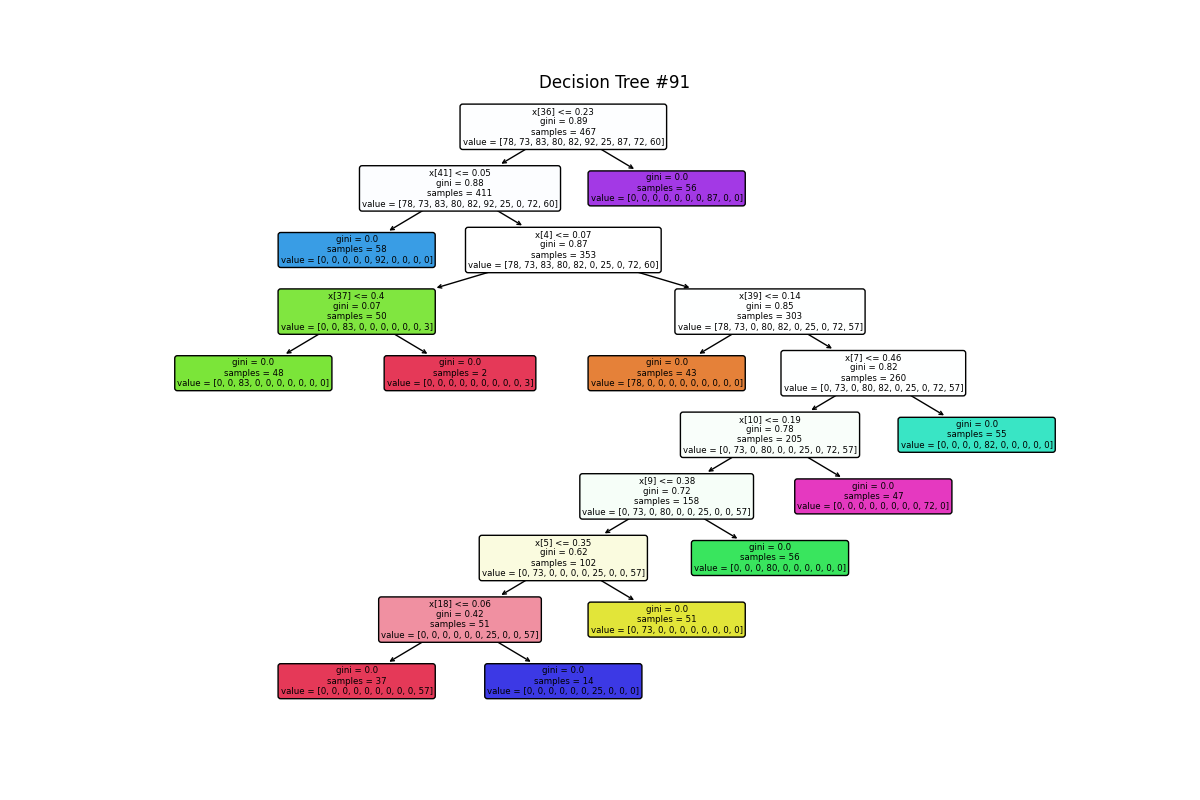 Decision Tree #91
x[36] <= 0.23
gini = 0.89
samples = 467
value = [78, 73, 83, 80, 82, 92, 25, 87, 72, 60]
x[41] <= 0.05
gini = 0.88
samples = 411
value = [78, 73, 83, 80, 82, 92, 25, 0, 72, 60]
gini = 0.0
samples = 56
value = [0, 0, 0, 0, 0, 0, 0, 87, 0, 0]
gini = 0.0
samples = 58
value = [0, 0, 0, 0, 0, 92, 0, 0, 0, 0]
x[4] <= 0.07
gini = 0.87
samples = 353
value = [78, 73, 83, 80, 82, 0, 25, 0, 72, 60]
x[37] <= 0.4
gini = 0.07
samples = 50
value = [0, 0, 83, 0, 0, 0, 0, 0, 0, 3]
x[39] <= 0.14
gini = 0.85
samples = 303
value = [78, 73, 0, 80, 82, 0, 25, 0, 72, 57]
gini = 0.0
samples = 48
value = [0, 0, 83, 0, 0, 0, 0, 0, 0, 0]
gini = 0.0
samples = 2
value = [0, 0, 0, 0, 0, 0, 0, 0, 0, 3]
gini = 0.0
samples = 43
value = [78, 0, 0, 0, 0, 0, 0, 0, 0, 0]
x[7] <= 0.46
gini = 0.82
samples = 260
value = [0, 73, 0, 80, 82, 0, 25, 0, 72, 57]
x[10] <= 0.19
gini = 0.78
samples = 205
value = [0, 73, 0, 80, 0, 0, 25, 0, 72, 57]
gini = 0.0
samples = 55
value = [0, 0, 0, 0, 82, 0, 0, 0, 0, 0]
x[9] <= 0.38
gini = 0.72
samples = 158
value = [0, 73, 0, 80, 0, 0, 25, 0, 0, 57]
gini = 0.0
samples = 47
value = [0, 0, 0, 0, 0, 0, 0, 0, 72, 0]
x[5] <= 0.35
gini = 0.62
samples = 102
value = [0, 73, 0, 0, 0, 0, 25, 0, 0, 57]
gini = 0.0
samples = 56
value = [0, 0, 0, 80, 0, 0, 0, 0, 0, 0]
x[18] <= 0.06
gini = 0.42
samples = 51
value = [0, 0, 0, 0, 0, 0, 25, 0, 0, 57]
gini = 0.0
samples = 51
value = [0, 73, 0, 0, 0, 0, 0, 0, 0, 0]
gini = 0.0
samples = 37
value = [0, 0, 0, 0, 0, 0, 0, 0, 0, 57]
gini = 0.0
samples = 14
value = [0, 0, 0, 0, 0, 0, 25, 0, 0, 0]